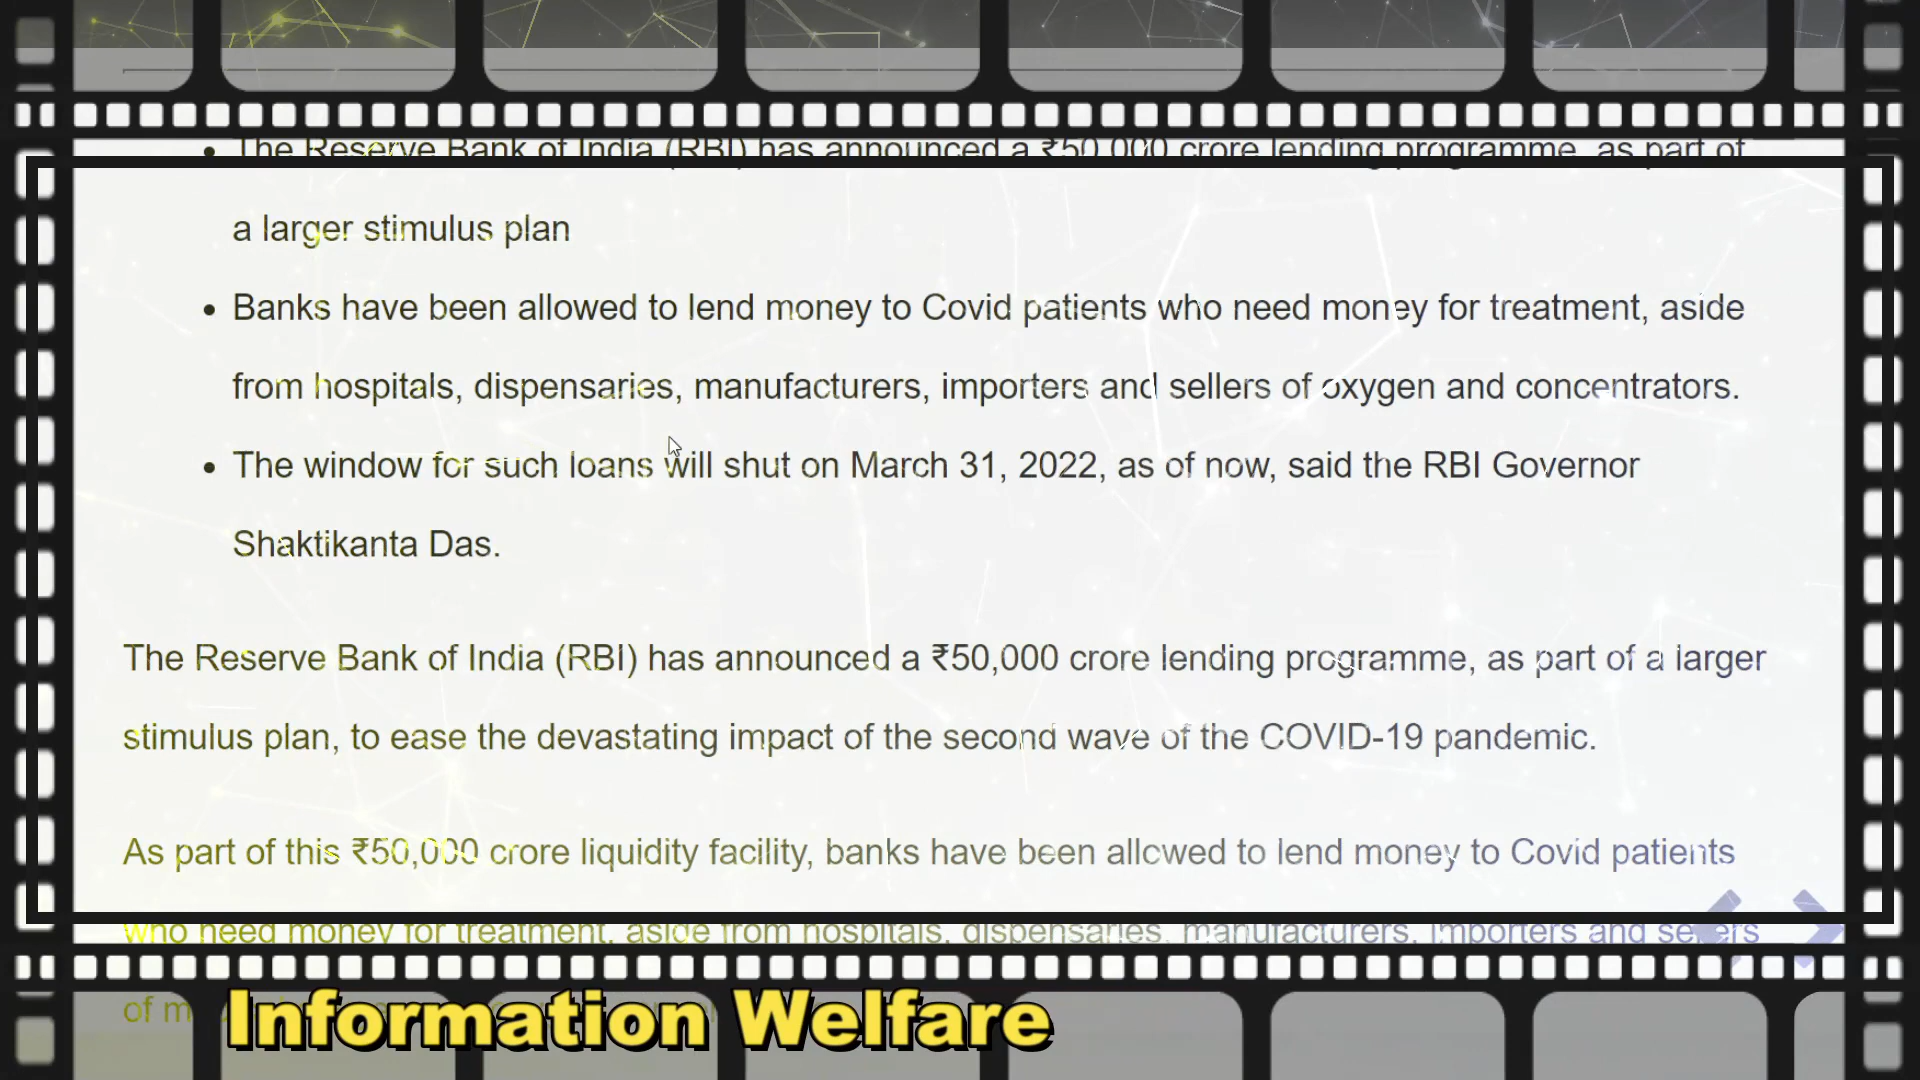 • The Reserve Bank of India (RBI) has announced a ₹50,000 crore lending programme, as part of
a larger stimulus plan
• Banks have been allowed to lend money to Covid patients who need money for treatment, aside
from hospitals, dispensaries, manufacturers, importers and sellers of oxygen and concentrators.
• The window for such loans will shut on March 31, 2022, as of now, said the RBI Governor
Shaktikanta Das.
The Reserve Bank of India (RBI) has announced a ₹50,000 crore lending programme, as part of a larger
stimulus plan, to ease the devastating impact of the second wave of the COVID-19 pandemic.
As part of this ₹50,000 crore liquidity facility, banks have been allowed to lend money to Covid patients
who need money for treatment, aside from hospitals, dispensaries, manufacturers, importers and sellers
of
Information Welfare